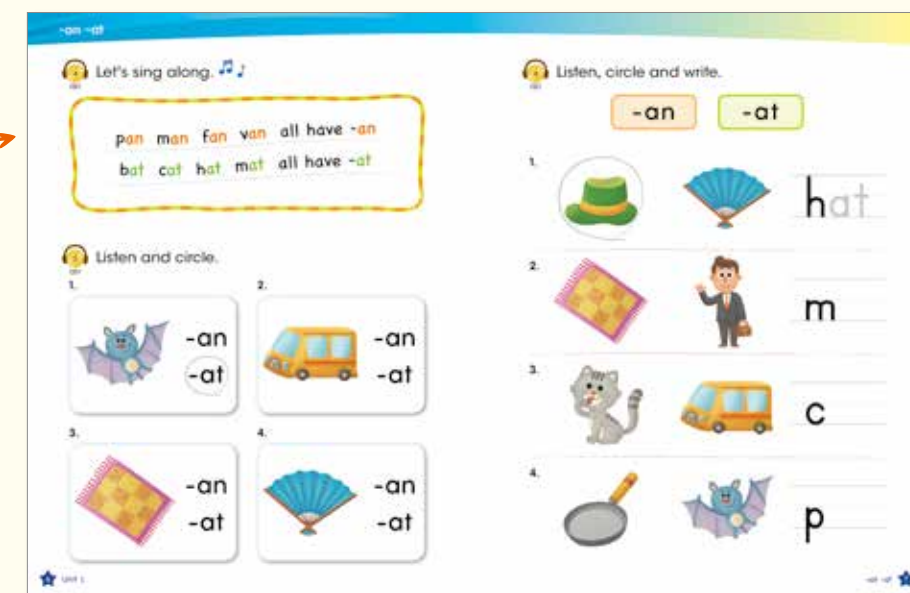 -an -at
Let's sing along.
pan man fan van all have -an
bat cat hat mat all have -at
Listen and circle.
1.
-an
-at
2.
-an
-at
3.
-an
-at
4.
-an
-at
Unit 1
Listen, circle and write.
-an -at
1.
hat
2.
m
3.
c
4.
p